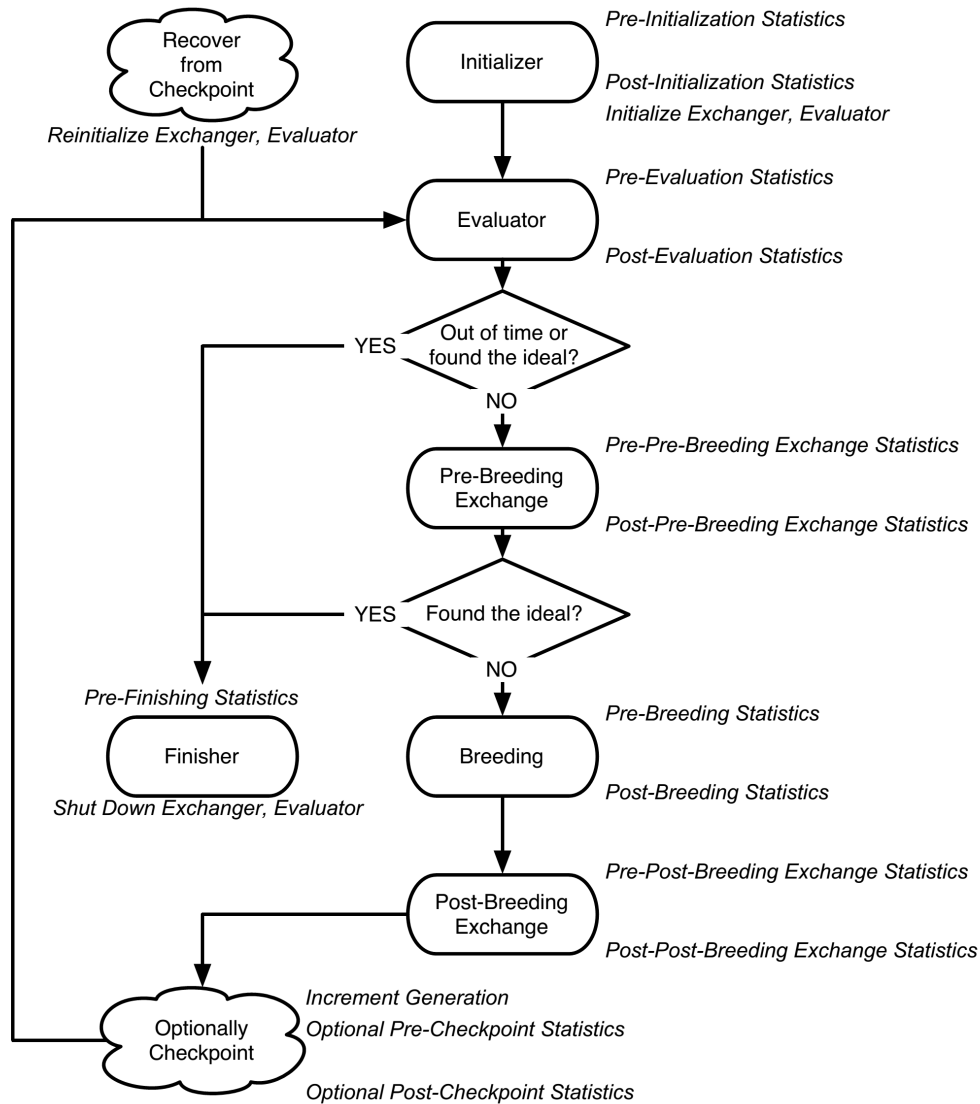 Pre-Initialization Statistics
Recover
from
Checkpoint
Initializer
Post-Initialization Statistics
Initialize Exchanger, Evaluator
Reinitialize Exchanger, Evaluator
Pre-Evaluation Statistics
Evaluator
Post-Evaluation Statistics
Out of time or
found the ideal?
YES
NO
Pre-Pre-Breeding Exchange Statistics
Pre-Breeding
Exchange
Post-Pre-Breeding Exchange Statistics
Found the ideal?
YES
NO
Pre-Finishing Statistics
Finisher
Shut Down Exchanger, Evaluator
Pre-Breeding Statistics
Breeding
Post-Breeding Statistics
Pre-Post-Breeding Exchange Statistics
Post-Breeding
Exchange
Post-Post-Breeding Exchange Statistics
Increment Generation
Optionally
Checkpoint
Optional Pre-Checkpoint Statistics
Optional Post-Checkpoint Statistics